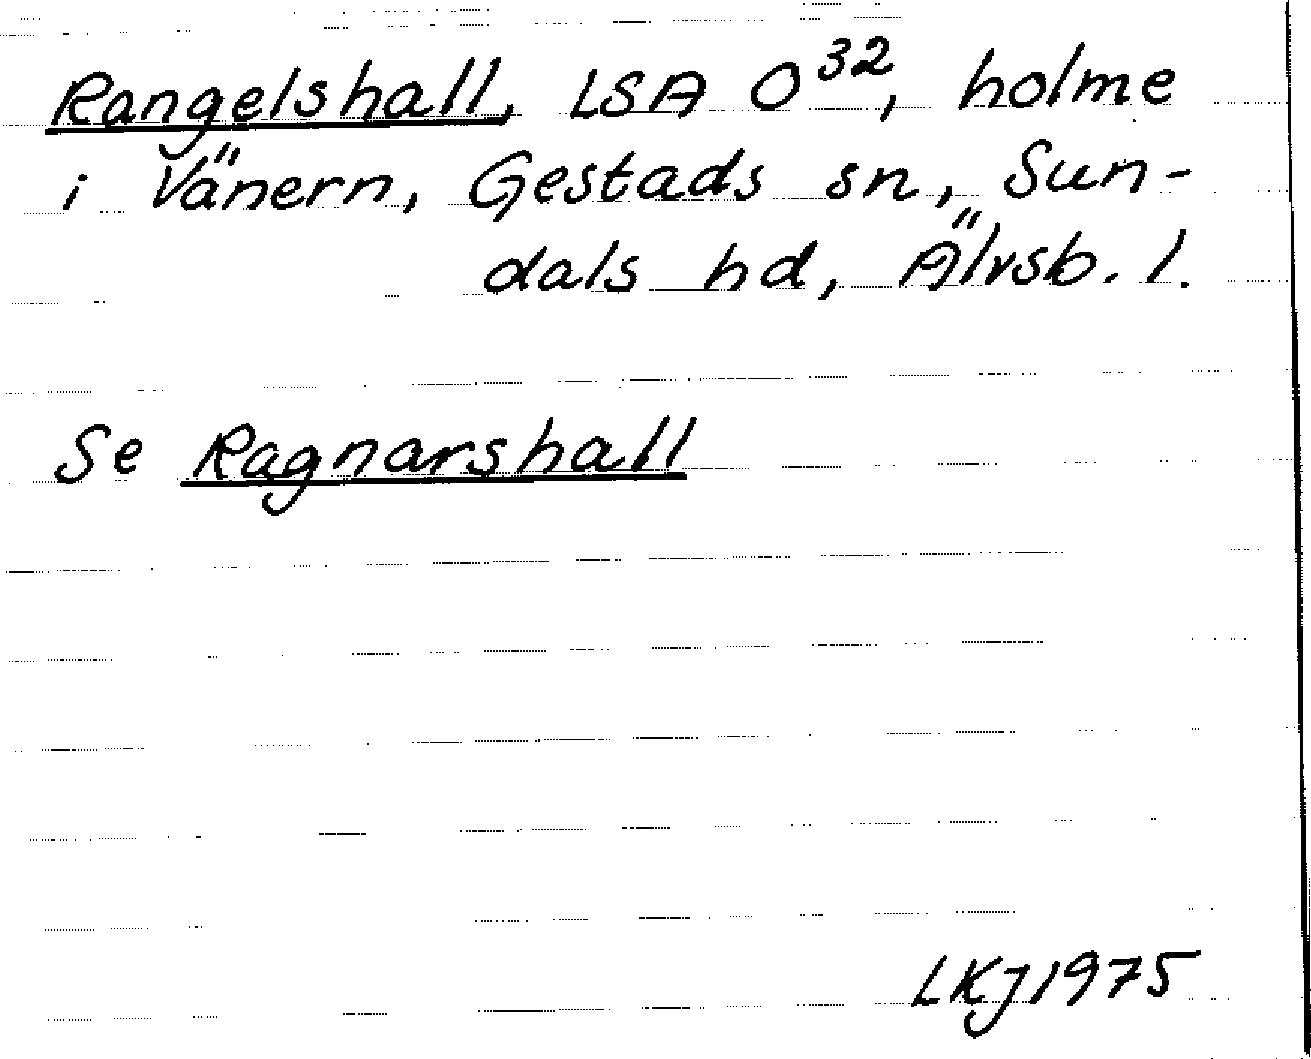 Rangelshall, LSA O³², holme
i Vänern, Gestads sn, Sun-
dals hd, Älvsb. l.
Se Ragnarshall
LKJ1975